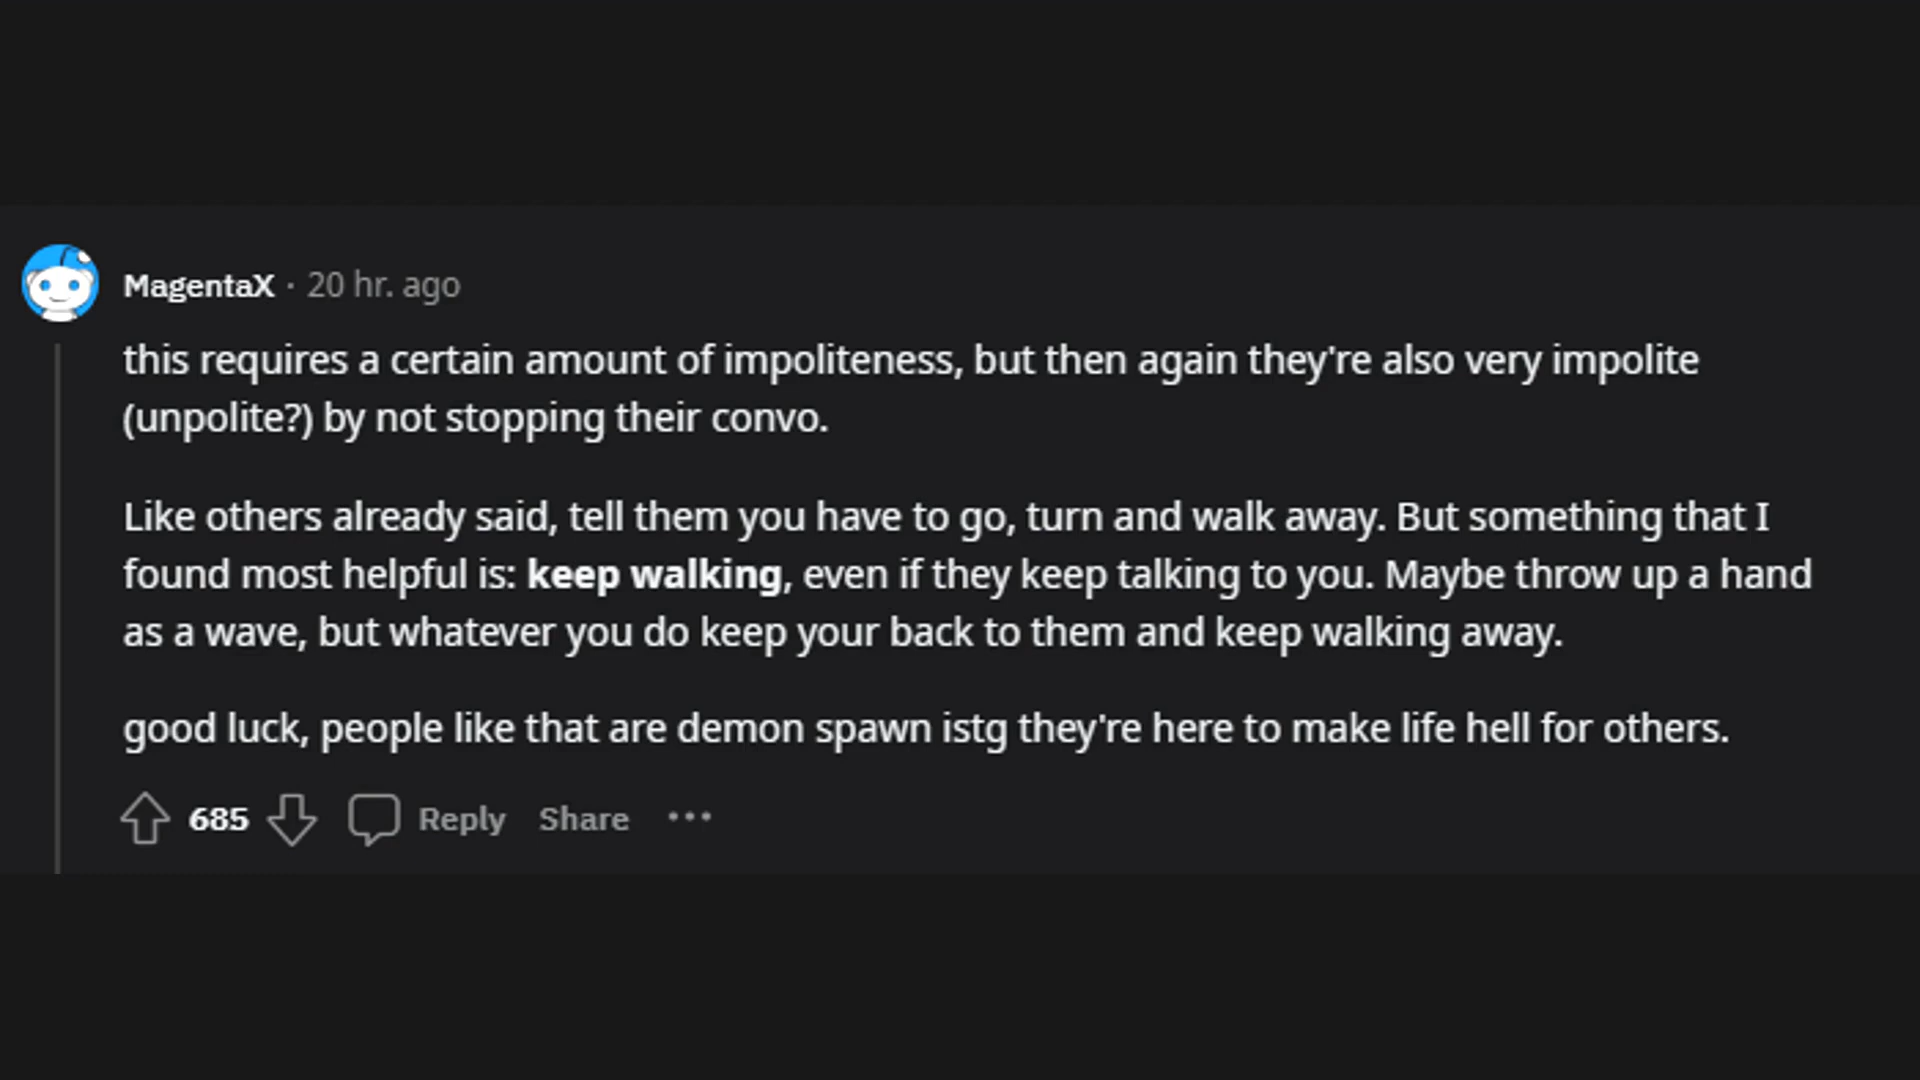 MagentaX · 20 hr. ago
this requires a certain amount of impoliteness, but then again they're also very impolite
(unpolite?) by not stopping their convo.
Like others already said, tell them you have to go, turn and walk away. But something that I
found most helpful is: keep walking, even if they keep talking to you. Maybe throw up a hand
as a wave, but whatever you do keep your back to them and keep walking away.
good luck, people like that are demon spawn istg they're here to make life hell for others.
685 Reply Share ···